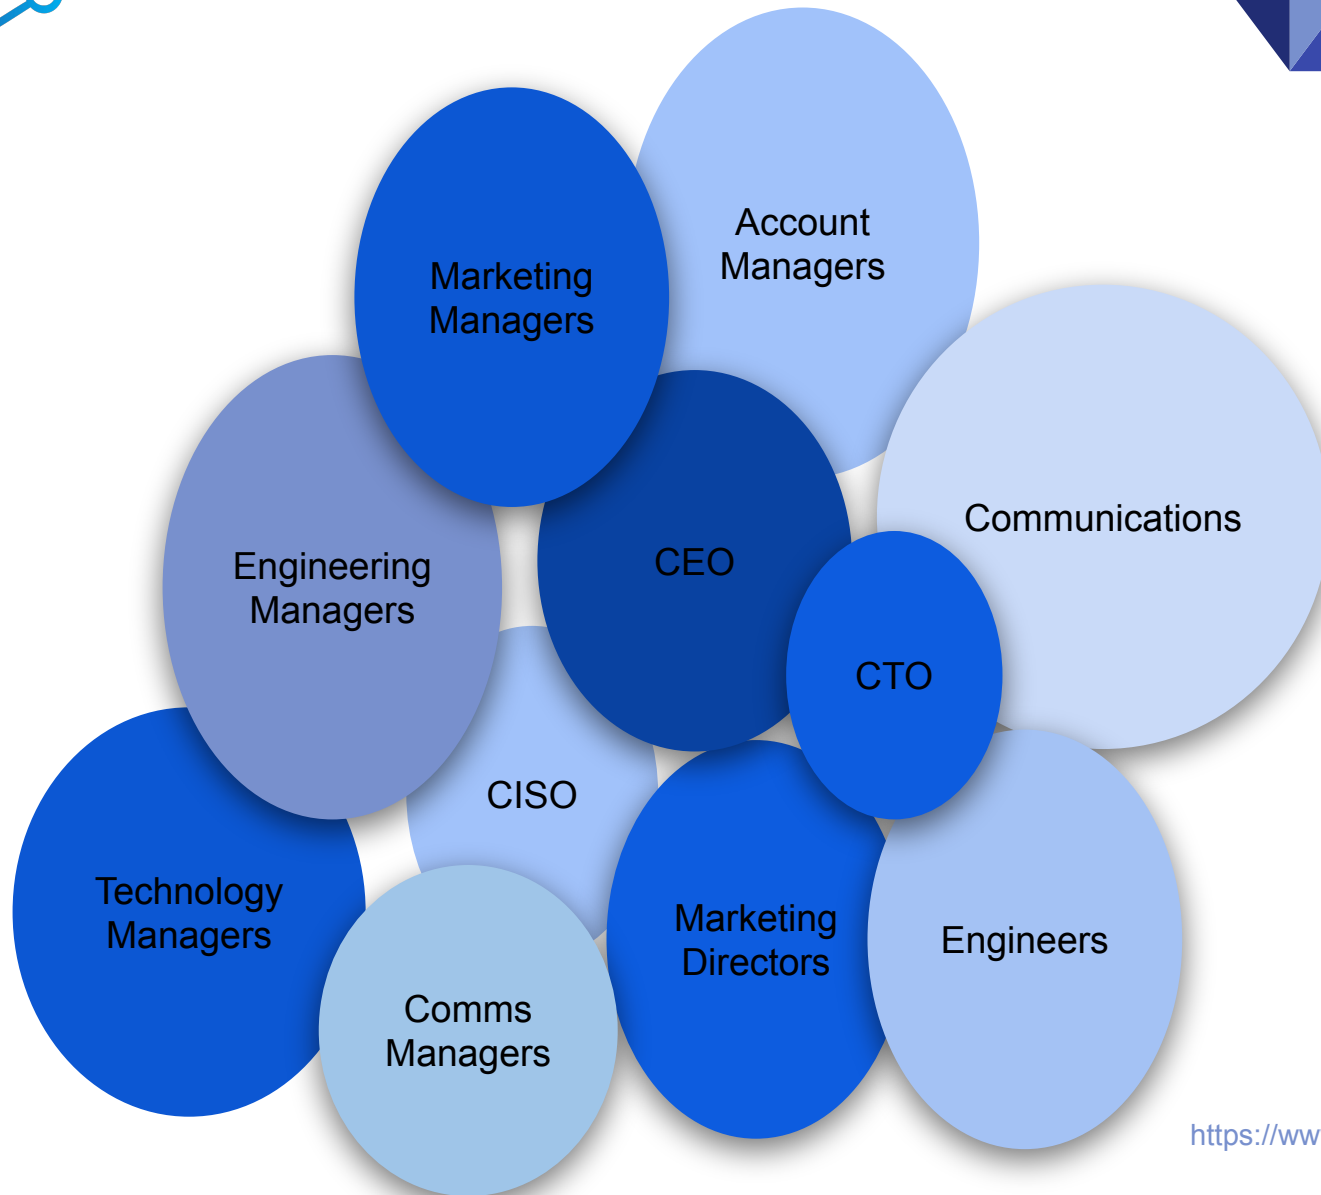 Account
Managers
Marketing
Managers
Communications
CEO
Engineering
Managers
CTO
CISO
Technology
Managers
Marketing
Directors
Engineers
Comms
Managers
https://ww